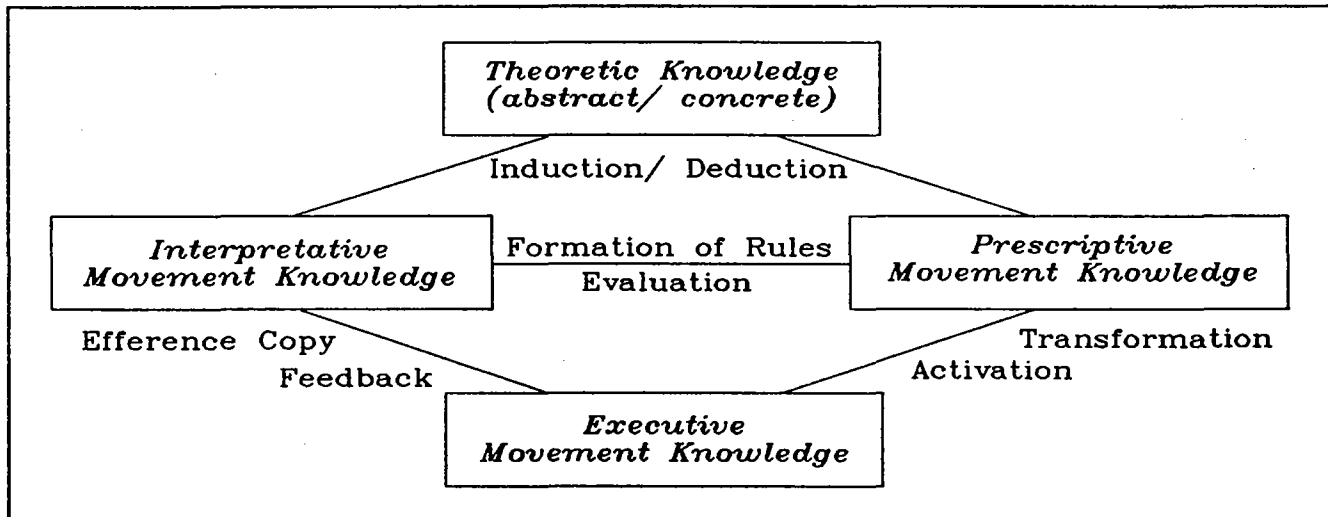 Theoretic Knowledge
(abstract/ concrete)
Induction/ Deduction
Interpretative
Movement Knowledge
Formation of Rules
Evaluation
Prescriptive
Movement Knowledge
Efference Copy
Feedback
Transformation
Activation
Executive
Movement Knowledge